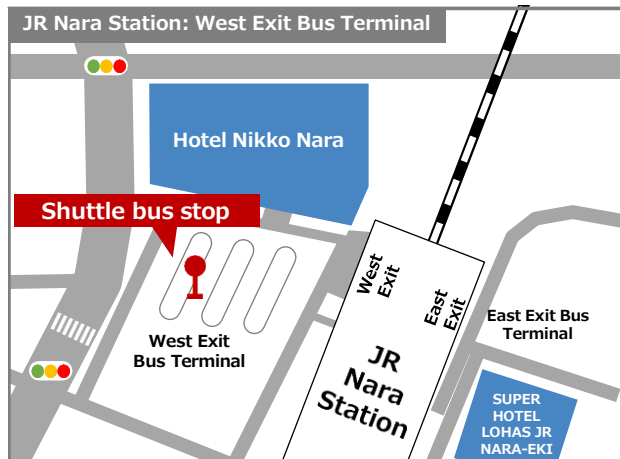 JR Nara Station: West Exit Bus Terminal
Hotel Nikko Nara
Shuttle bus stop
West Exit
Bus Terminal
West
Exit
East
Exit
JR
Nara
Station
East Exit Bus
Terminal
SUPER
HOTEL
LOHAS JR
NARA-EKI